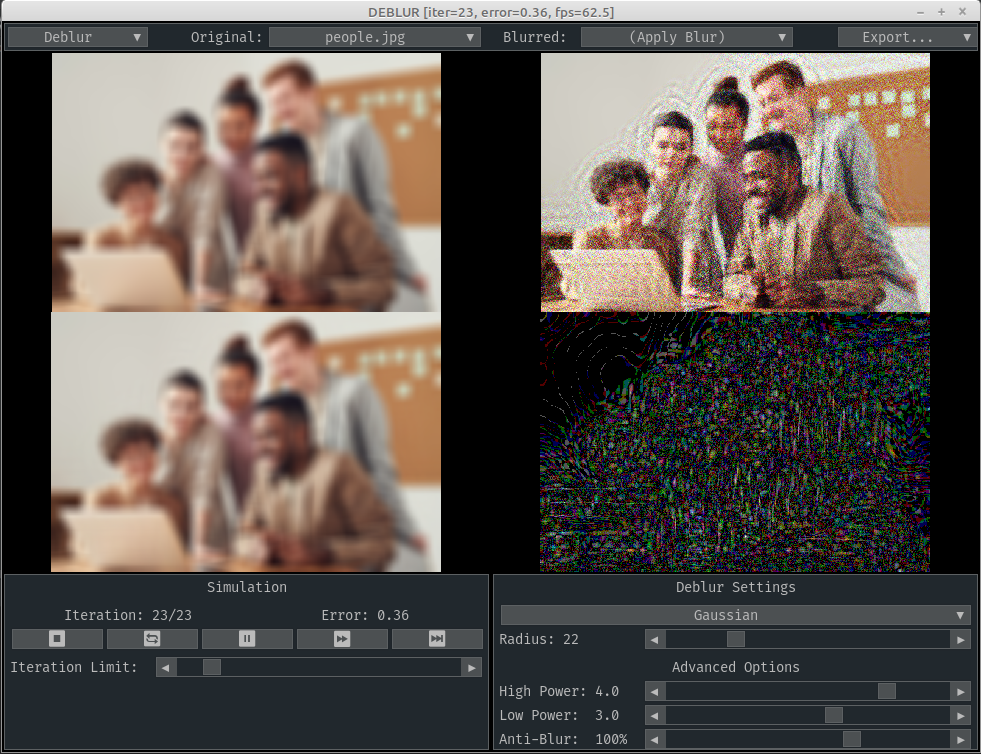 DEBLUR [iter=23, error=0.36, fps=62.5]
Deblur Original: people.jpg Blurred: (Apply Blur) Export...
Simulation
Iteration: 23/23 Error: 0.36
Iteration Limit:
Deblur Settings
Gaussian
Radius: 22
Advanced Options
High Power: 4.0
Low Power: 3.0
Anti-Blur: 100%